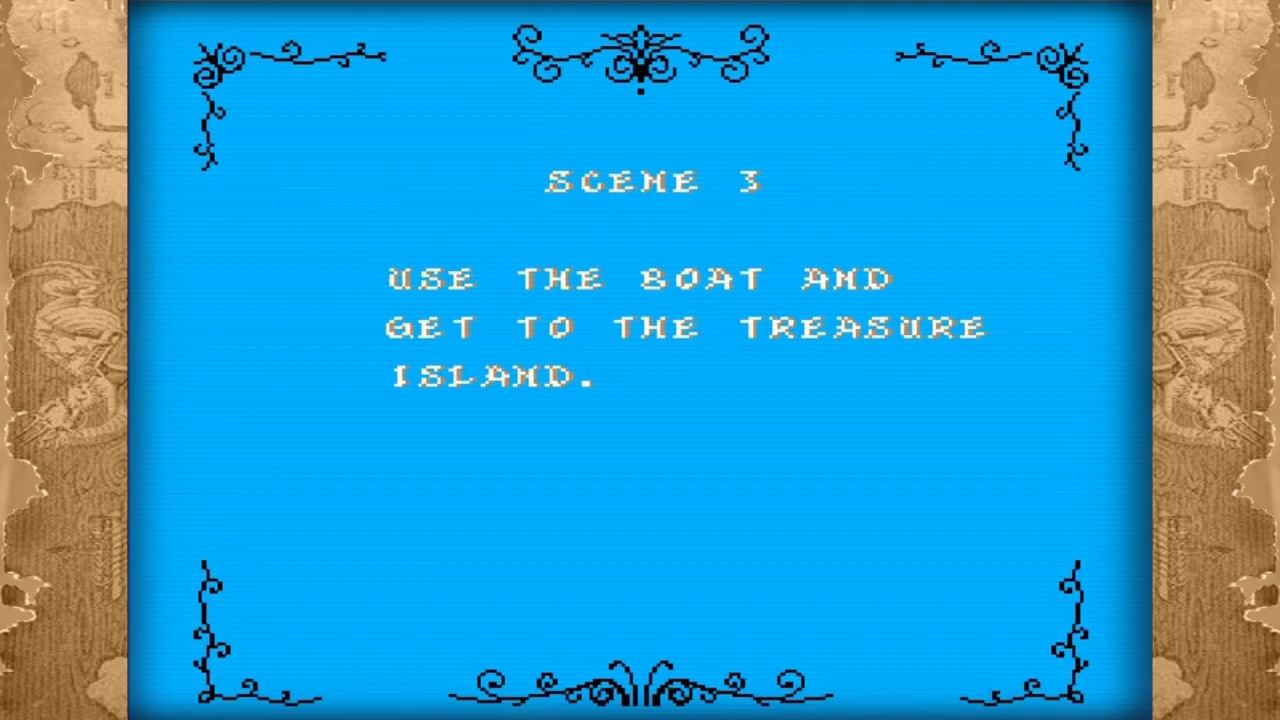 SCENE 3
USE THE BOAT AND
GET TO THE TREASURE
ISLAND.